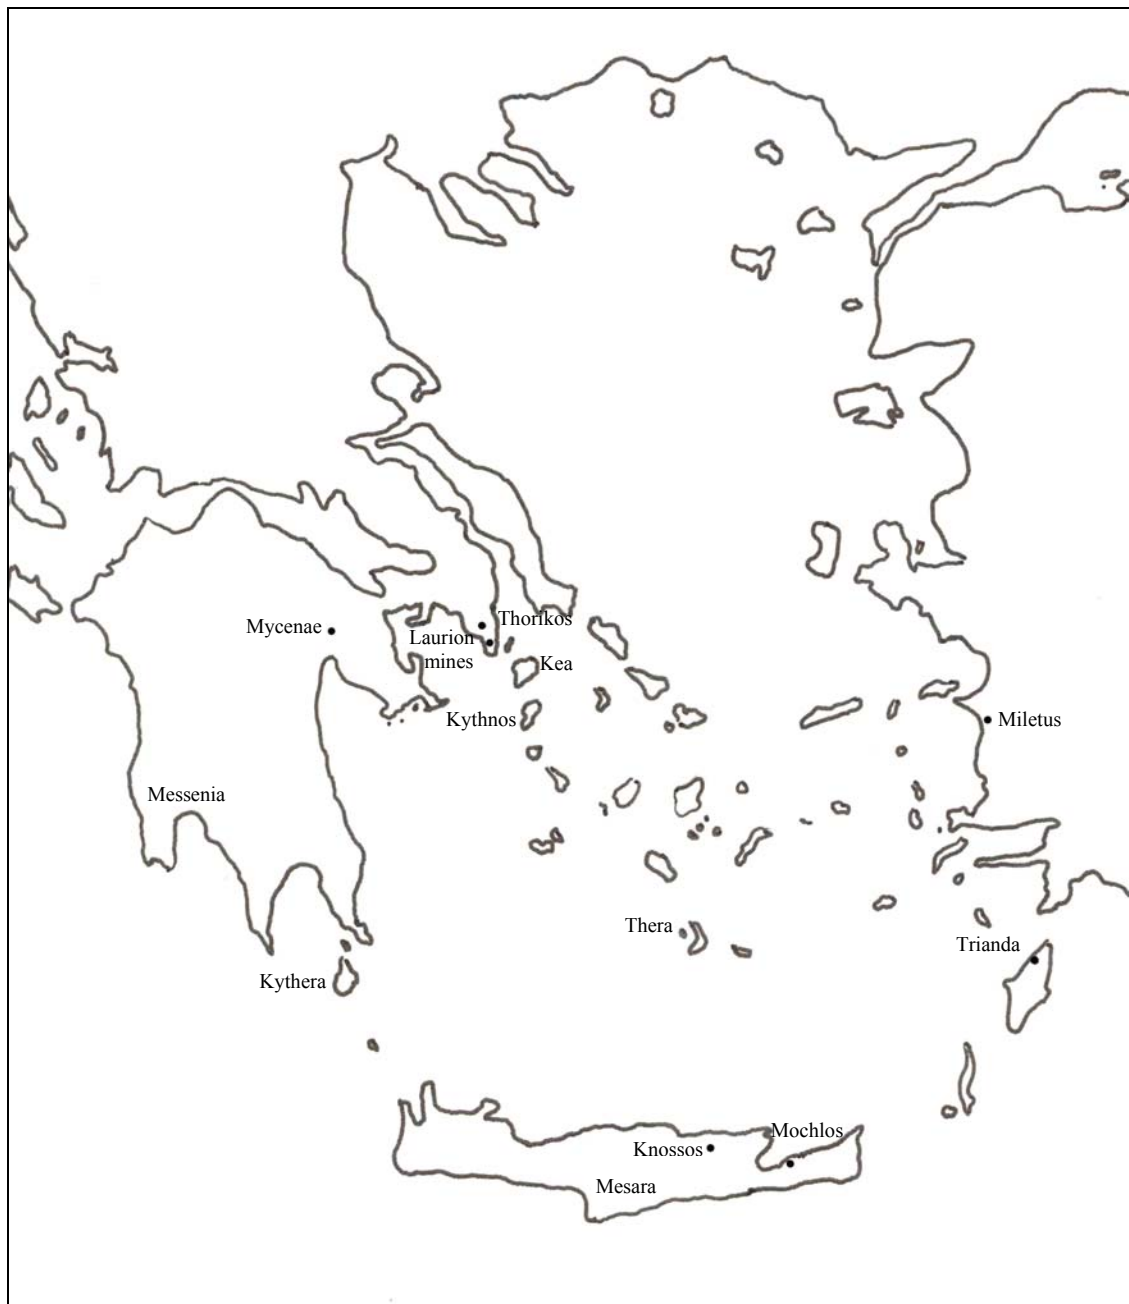 Thorikos
Mycenae
Laurion
mines
Kea
Kythnos
Miletus
Messenia
Thera
Trianda
Kythera
Mochlos
Knossos
Mesara